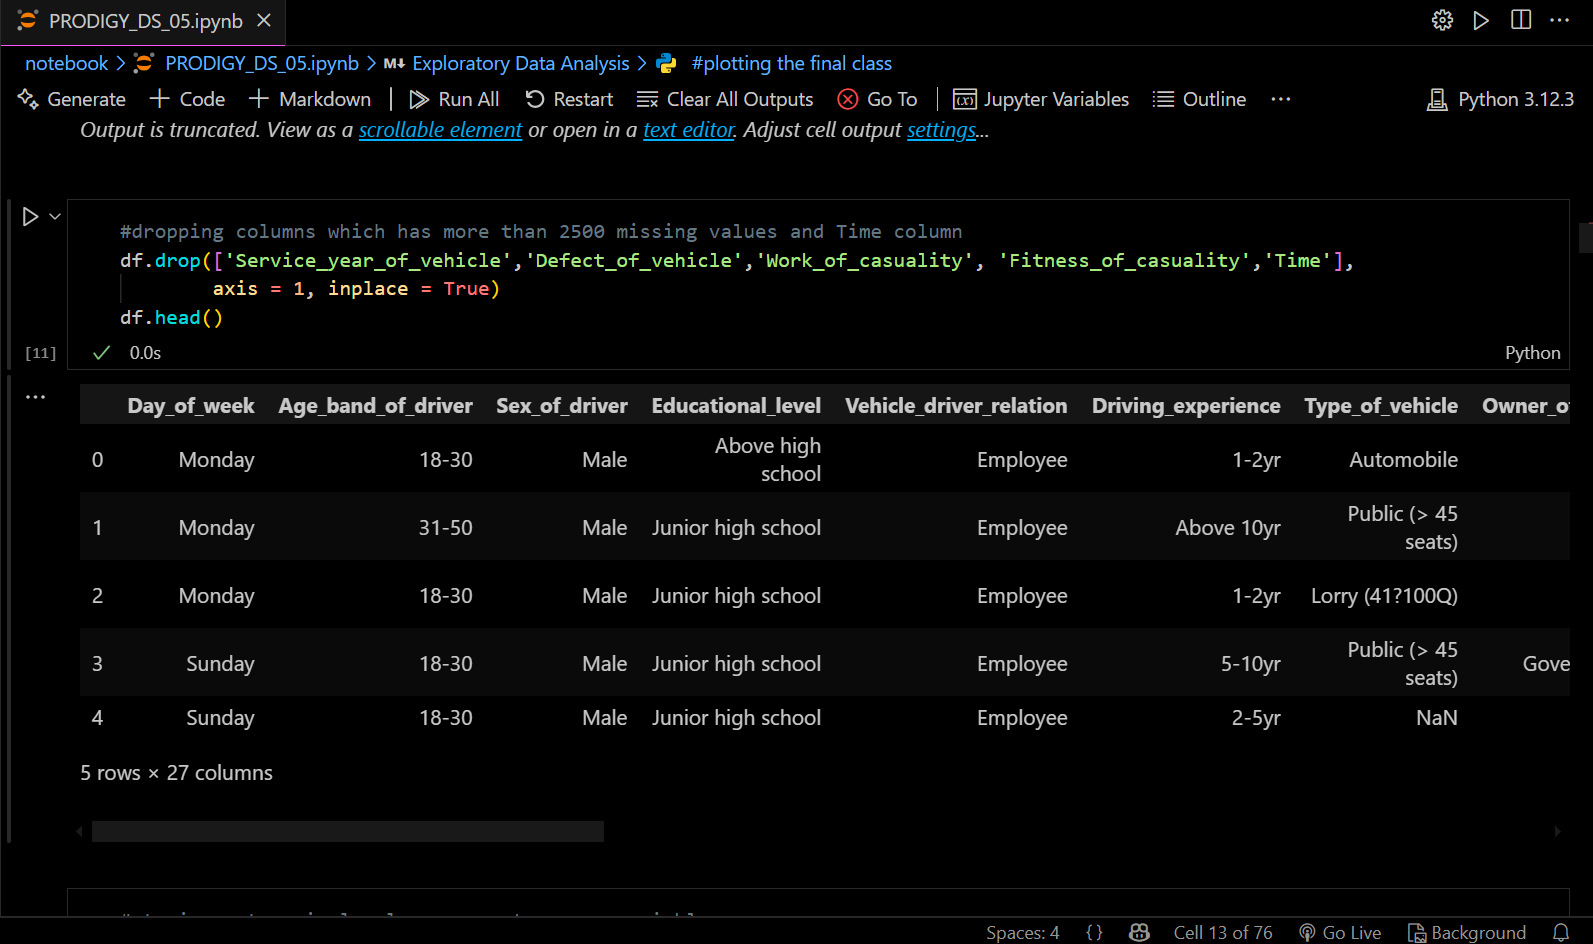 PRODIGY_DS_05.ipynb
notebook > PRODIGY_DS_05.ipynb > M↓ Exploratory Data Analysis > #plotting the final class
Generate + Code + Markdown | Run All Restart Clear All Outputs Go To | Jupyter Variables Outline ... Python 3.12.3
Output is truncated. View as a scrollable element or open in a text editor. Adjust cell output settings...
#dropping columns which has more than 2500 missing values and Time column
df.drop(['Service_year_of_vehicle','Defect_of_vehicle','Work_of_casuality', 'Fitness_of_casuality','Time'],
axis = 1, inplace = True)
df.head()
[11] ✓ 0.0s Python
Day_of_week Age_band_of_driver Sex_of_driver Educational_level Vehicle_driver_relation Driving_experience Type_of_vehicle Owner_o
0 Monday 18-30 Male Above high school Employee 1-2yr Automobile
1 Monday 31-50 Male Junior high school Employee Above 10yr Public (> 45 seats)
2 Monday 18-30 Male Junior high school Employee 1-2yr Lorry (41?100Q)
3 Sunday 18-30 Male Junior high school Employee 5-10yr Public (> 45 seats) Gove
4 Sunday 18-30 Male Junior high school Employee 2-5yr NaN
5 rows × 27 columns
Spaces: 4 {} Cell 13 of 76 Go Live Background